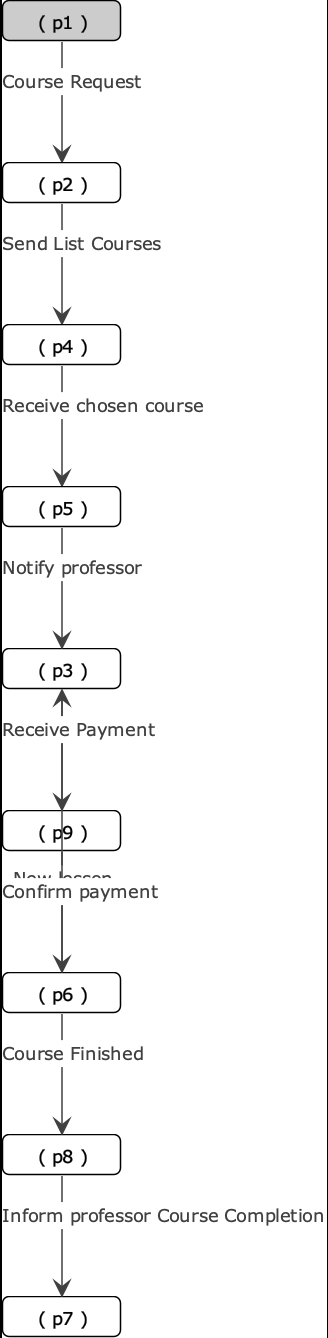 ( p1 )
Course Request
( p2 )
Send List Courses
( p4 )
Receive chosen course
( p5 )
Notify professor
( p3 )
Receive Payment
( p9 )
New lesson
Confirm payment
( p6 )
Course Finished
( p8 )
Inform professor Course Completion
( p7 )